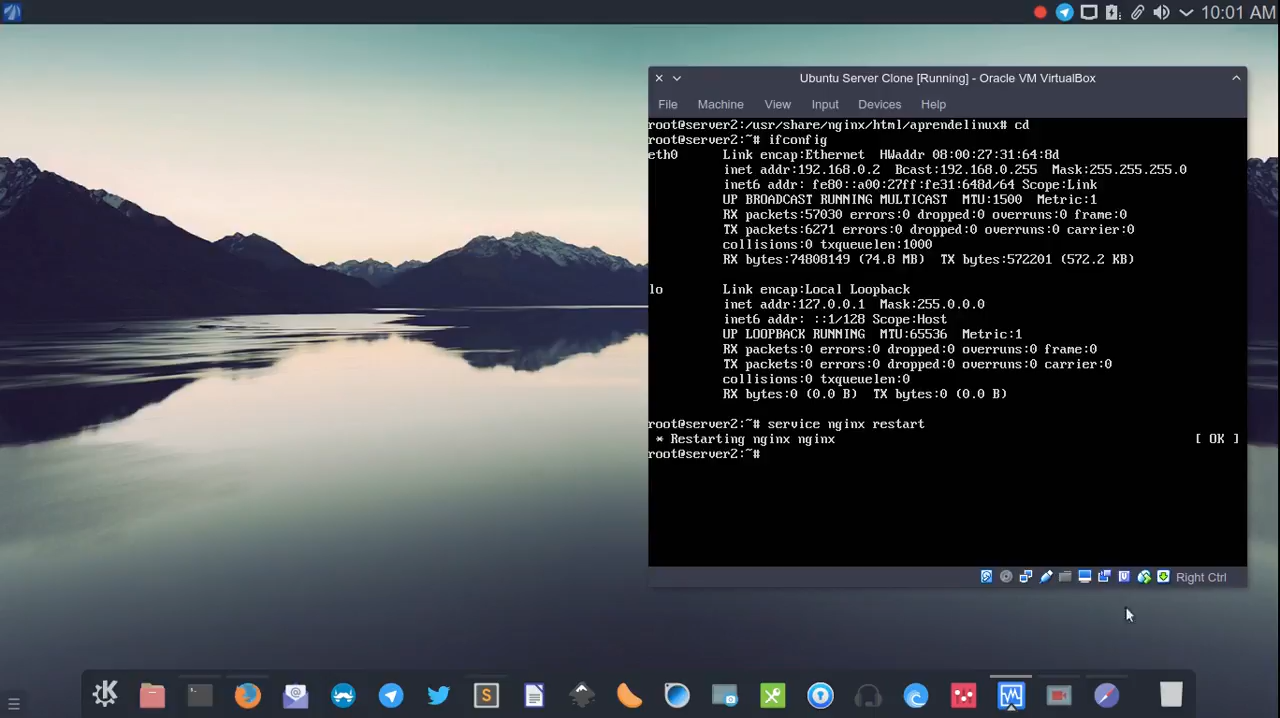 10:01 AM
Ubuntu Server Clone [Running] - Oracle VM VirtualBox
File Machine View Input Devices Help
root@server2:/usr/share/nginx/html/aprendelinux# cd
root@server2:~# ifconfig
eth0 Link encap:Ethernet HWaddr 08:00:27:31:64:8d
inet addr:192.168.0.2 Bcast:192.168.0.255 Mask:255.255.255.0
inet6 addr: fe80::a00:27ff:fe31:648d/64 Scope:Link
UP BROADCAST RUNNING MULTICAST MTU:1500 Metric:1
RX packets:57030 errors:0 dropped:0 overruns:0 frame:0
TX packets:6271 errors:0 dropped:0 overruns:0 carrier:0
collisions:0 txqueuelen:1000
RX bytes:74808149 (74.8 MB) TX bytes:572201 (572.2 KB)
lo Link encap:Local Loopback
inet addr:127.0.0.1 Mask:255.0.0.0
inet6 addr: ::1/128 Scope:Host
UP LOOPBACK RUNNING MTU:65536 Metric:1
RX packets:0 errors:0 dropped:0 overruns:0 frame:0
TX packets:0 errors:0 dropped:0 overruns:0 carrier:0
collisions:0 txqueuelen:0
RX bytes:0 (0.0 B) TX bytes:0 (0.0 B)
root@server2:~# service nginx restart
* Restarting nginx nginx [ OK ]
root@server2:~#
Right Ctrl